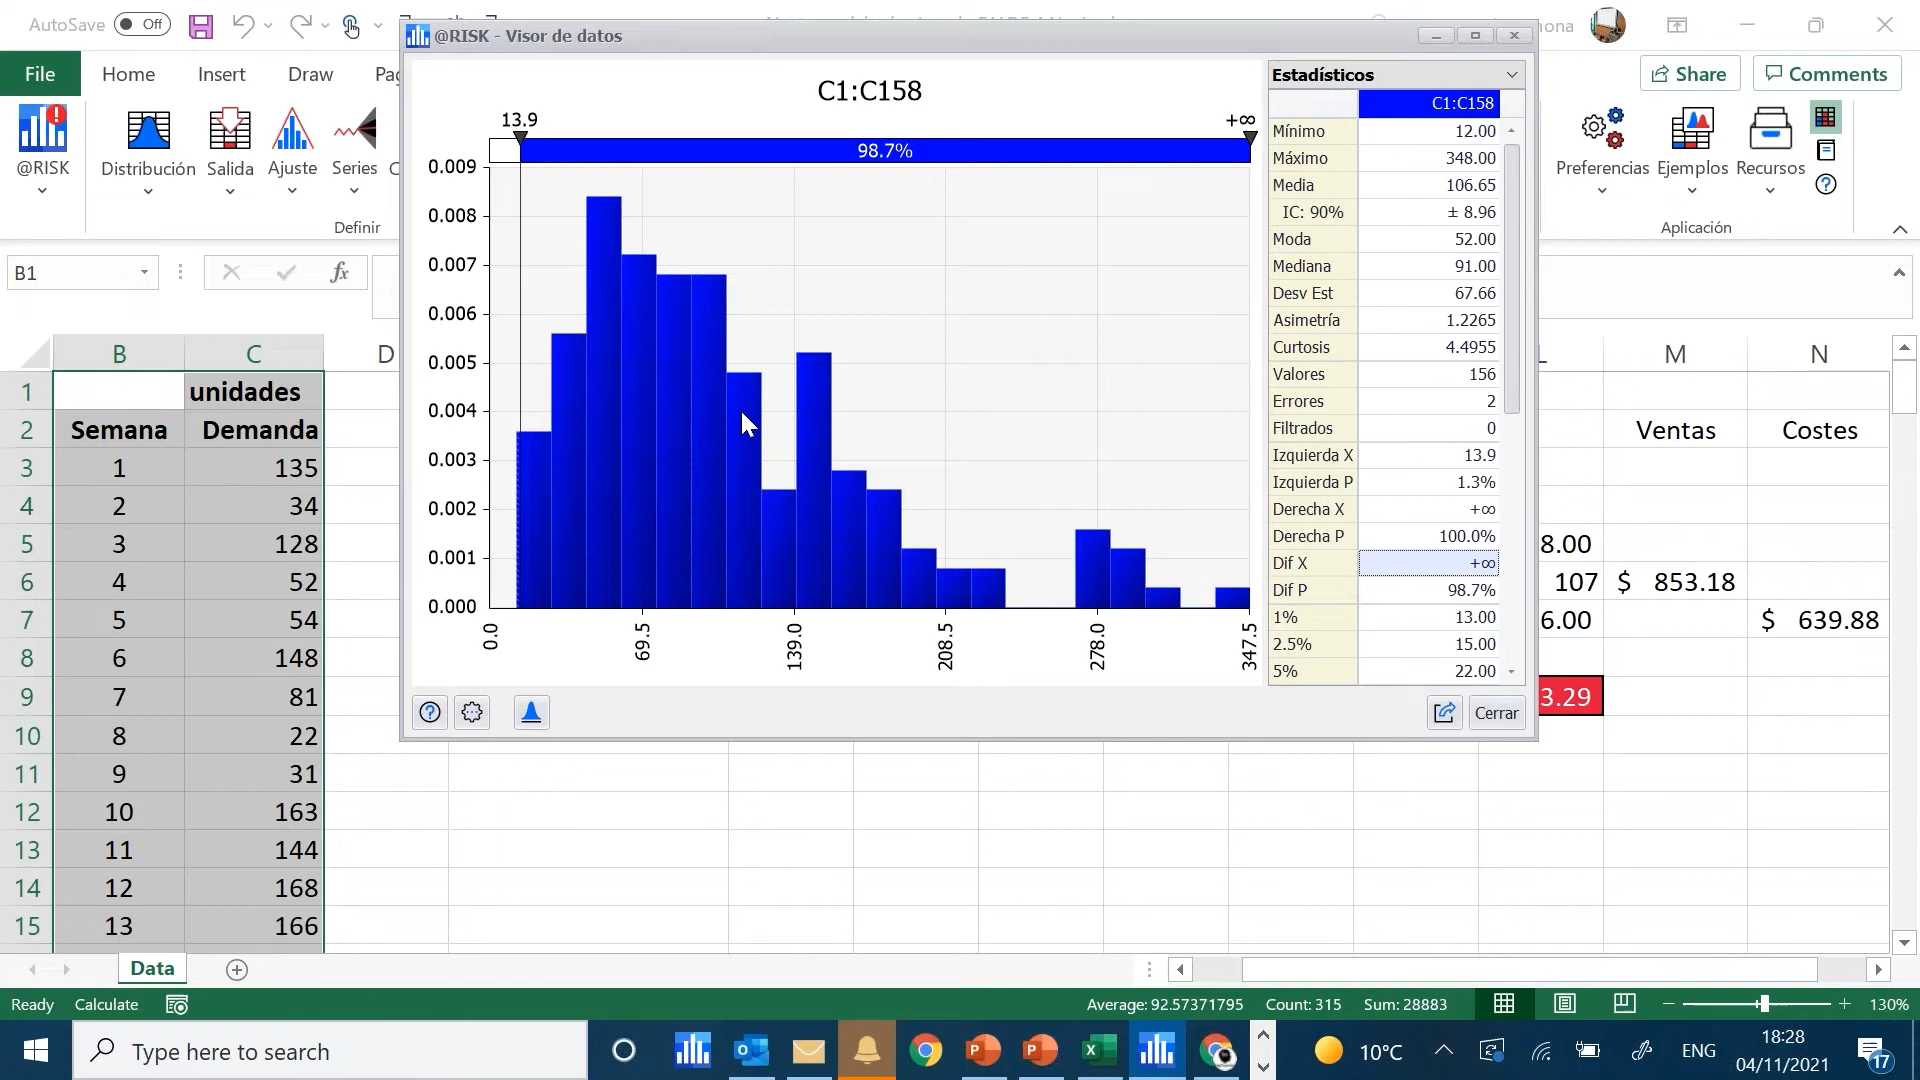 AutoSave Off
@RISK - Visor de datos
File Home Insert Draw
Share Comments
@RISK
Distribución Salida Ajuste Series
Definir
Preferencias Ejemplos Recursos
Aplicación
B1
fx
B C D L M N
1 unidades
2 Semana Demanda Ventas Costes
3 1 135
4 2 34
5 3 128 8.00
6 4 52 107 $ 853.18
7 5 54 6.00 $ 639.88
8 6 148
9 7 81 3.29
10 8 22
11 9 31
12 10 163
13 11 144
14 12 168
15 13 166
C1:C158
13.9 +∞
98.7%
0.009
0.008
0.007
0.006
0.005
0.004
0.003
0.002
0.001
0.000
0.0 69.5 139.0 208.5 278.0 347.5
Estadísticos
C1:C158
Mínimo 12.00
Máximo 348.00
Media 106.65
IC: 90% ± 8.96
Moda 52.00
Mediana 91.00
Desv Est 67.66
Asimetría 1.2265
Curtosis 4.4955
Valores 156
Errores 2
Filtrados 0
Izquierda X 13.9
Izquierda P 1.3%
Derecha X +∞
Derecha P 100.0%
Dif X +∞
Dif P 98.7%
1% 13.00
2.5% 15.00
5% 22.00
Cerrar
Data
Ready Calculate Average: 92.57371795 Count: 315 Sum: 28883 130%
Type here to search
10°C ENG 18:28
04/11/2021
17